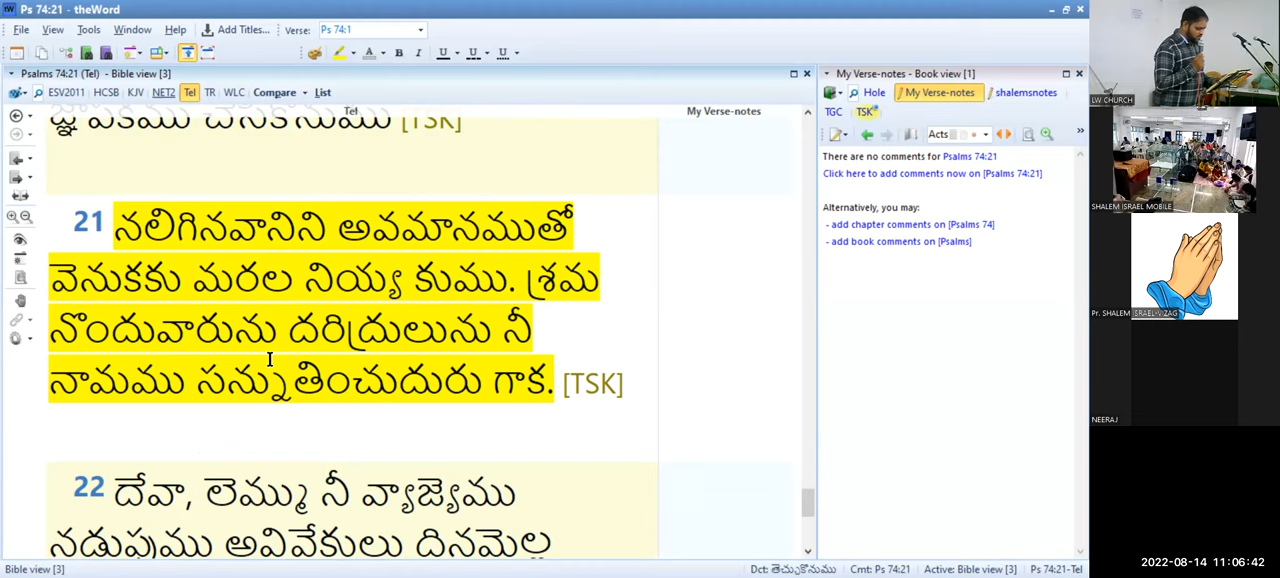 Ps 74:21 - theWord
File View Tools Window Help Add Titles... Verse: Ps 74:1
Psalms 74:21 (Tel) - Bible view [3]
ESV2011 HCSB KJV NET2 Tel TR WLC Compare List
Tel My Verse-notes
[TSK]
21 నలిగినవానిని అవమానముతో
వెనుకకు మరల నియ్య కుము. శ్రమ
నొందువారును దరిద్రులును నీ
నామము సన్నుతించుదురు గాక. [TSK]
22 దేవా, లెమ్ము నీ వ్యాజ్యెము
నడుపుము అవివేకులు దినమెల్ల
My Verse-notes - Book view [1]
Hole My Verse-notes shalemsnotes
TGC TSK
Acts
There are no comments for Psalms 74:21
Click here to add comments now on [Psalms 74:21]
Alternatively, you may:
- add chapter comments on [Psalms 74]
- add book comments on [Psalms]
LW CHURCH
SHALEM ISRAEL MOBILE
Pr. SHALEM ISRAEL-VIZAG
NEERAJ
2022-08-14 11:06:42
Bible view [3] Dct: తెచ్చుకొనుము Cmt: Ps 74:21 Active: Bible view [3] Ps 74:21-Tel